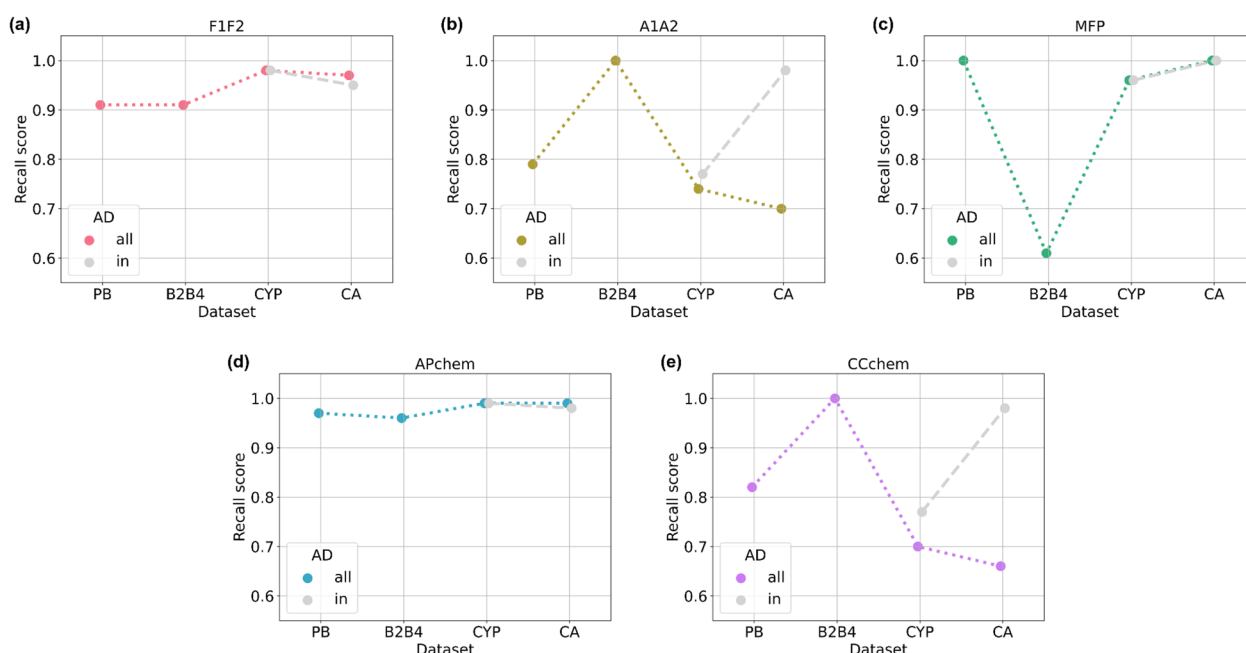 (a)
F1F2
1.0
0.9
0.8
0.7
0.6
Recall score
AD
all
in
PB B2B4 CYP CA
Dataset
(b)
A1A2
1.0
0.9
0.8
0.7
0.6
Recall score
AD
all
in
PB B2B4 CYP CA
Dataset
(c)
MFP
1.0
0.9
0.8
0.7
0.6
Recall score
AD
all
in
PB B2B4 CYP CA
Dataset
(d)
APchem
1.0
0.9
0.8
0.7
0.6
Recall score
AD
all
in
PB B2B4 CYP CA
Dataset
(e)
CCchem
1.0
0.9
0.8
0.7
0.6
Recall score
AD
all
in
PB B2B4 CYP CA
Dataset